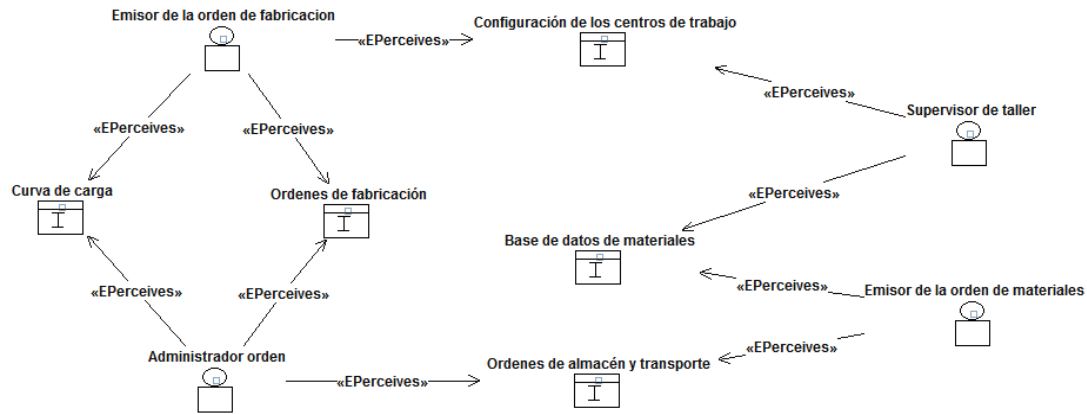 Emisor de la orden de fabricacion
Configuración de los centros de trabajo
«EPerceives»
«EPerceives»
Supervisor de taller
«EPerceives»
«EPerceives»
Curva de carga
Ordenes de fabricación
«EPerceives»
Base de datos de materiales
«EPerceives»
«EPerceives»
«EPerceives»
Emisor de la orden de materiales
«EPerceives»
Administrador orden
Ordenes de almacén y transporte
«EPerceives»